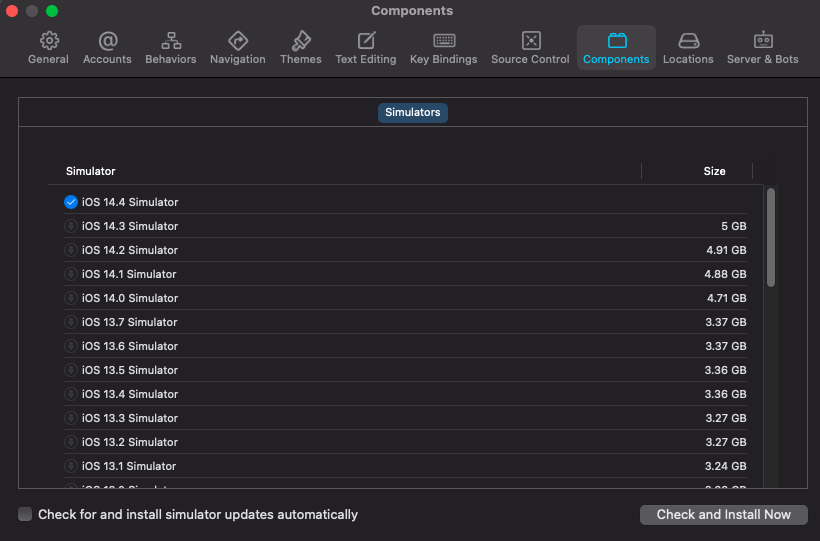 Components
General Accounts Behaviors Navigation Themes Text Editing Key Bindings Source Control Components Locations Server & Bots
Simulators
Simulator Size
iOS 14.4 Simulator
iOS 14.3 Simulator 5 GB
iOS 14.2 Simulator 4.91 GB
iOS 14.1 Simulator 4.88 GB
iOS 14.0 Simulator 4.71 GB
iOS 13.7 Simulator 3.37 GB
iOS 13.6 Simulator 3.37 GB
iOS 13.5 Simulator 3.36 GB
iOS 13.4 Simulator 3.36 GB
iOS 13.3 Simulator 3.27 GB
iOS 13.2 Simulator 3.27 GB
iOS 13.1 Simulator 3.24 GB
Check for and install simulator updates automatically Check and Install Now